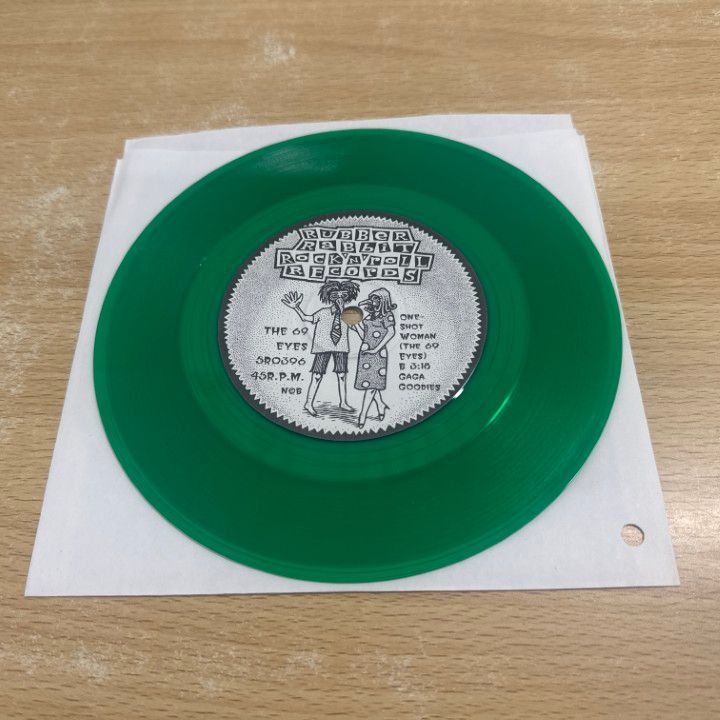 RUBBER
RABBIT
ROCK'N'ROLL
RECORDS
THE 69
EYES
SRO396
45R.P.M.
NCB
ONE-
SHOT
WOMAN
(THE 69
EYES)
B 3:18
GAGA
GOODIES